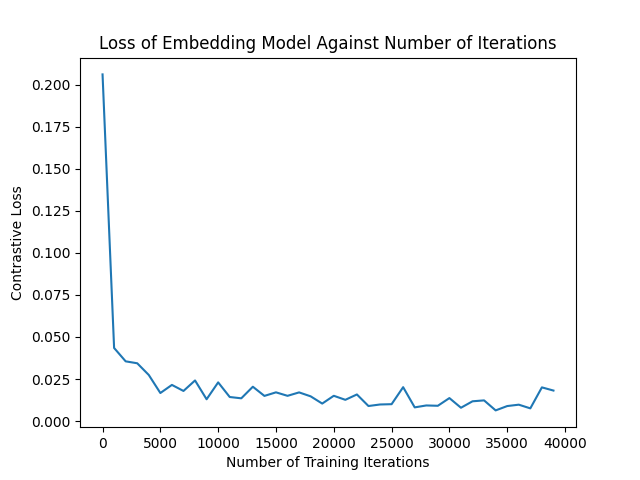 Loss of Embedding Model Against Number of Iterations
0.200
0.175
0.150
0.125
0.100
0.075
0.050
0.025
0.000
Contrastive Loss
0 5000 10000 15000 20000 25000 30000 35000 40000
Number of Training Iterations